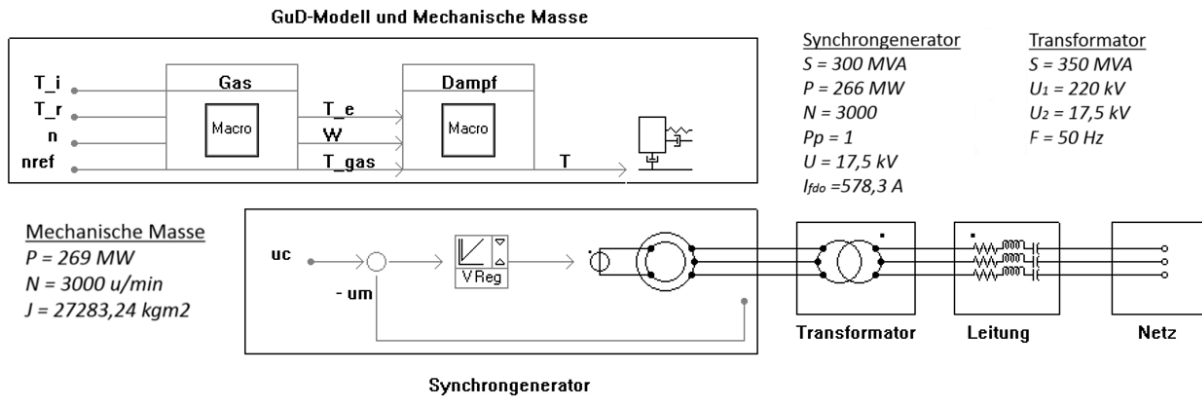 GuD-Modell und Mechanische Masse
T_i
T_r
n
nref
Gas
Macro
T_e
W
T_gas
Dampf
Macro
T
Synchrongenerator
S = 300 MVA
P = 266 MW
N = 3000
Pp = 1
U = 17,5 kV
Ifdo =578,3 A
Transformator
S = 350 MVA
U1 = 220 kV
U2 = 17,5 kV
F = 50 Hz
Mechanische Masse
P = 269 MW
N = 3000 u/min
J = 27283,24 kgm2
uc
- um
V Reg
Synchrongenerator
Transformator
Leitung
Netz